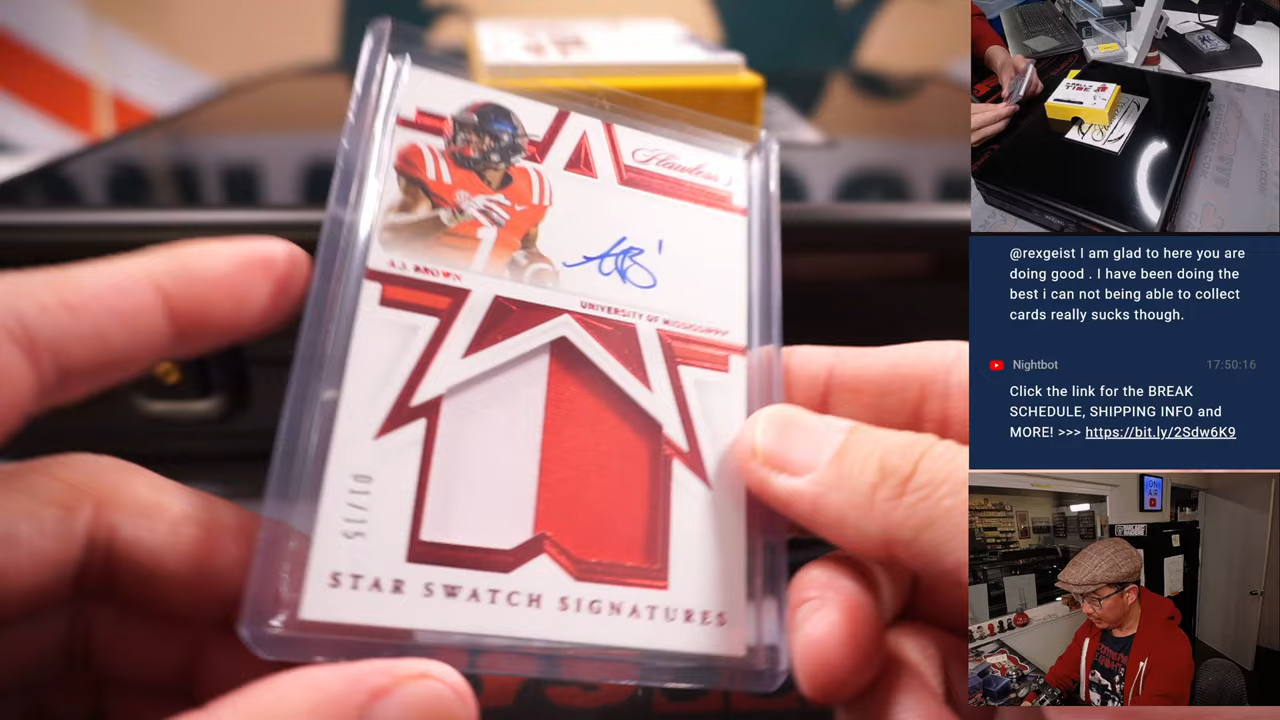 Flawless
A.J. BROWN
UNIVERSITY OF MISSISSIPPI
01/15
STAR SWATCH SIGNATURES
@rexgeist I am glad to here you are
doing good . I have been doing the
best i can not being able to collect
cards really sucks though.
Nightbot
17:50:16
Click the link for the BREAK
SCHEDULE, SHIPPING INFO and
MORE! >>> https://bit.ly/2Sdw6K9
ON
AIR